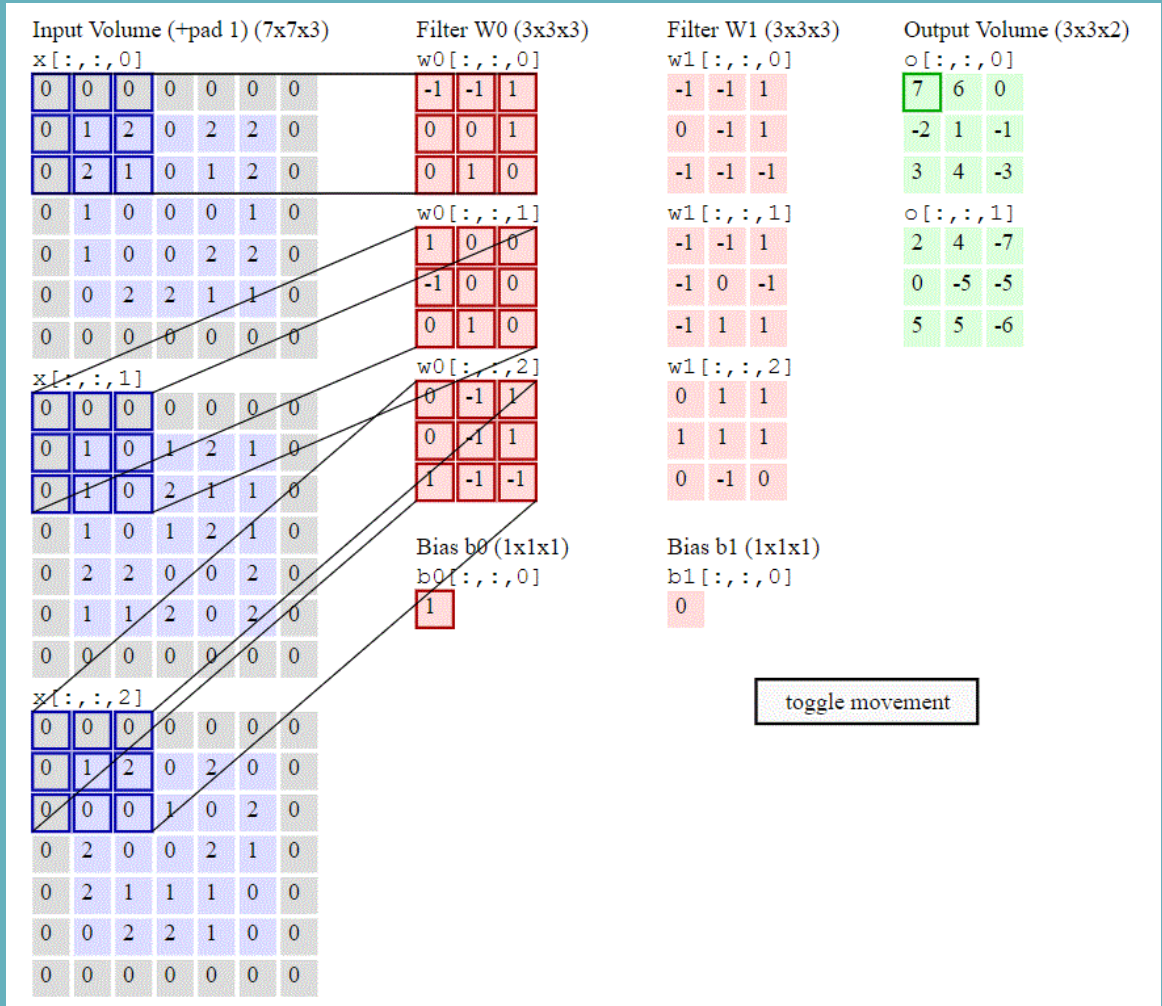 Input Volume (+pad 1) (7x7x3) Filter W0 (3x3x3) Filter W1 (3x3x3) Output Volume (3x3x2)
x[:,:,0] w0[:,:,0] w1[:,:,0] o[:,:,0]
0 0 0 0 0 0 0 -1 -1 1 -1 -1 1 7 6 0
0 1 2 0 2 2 0 0 0 1 0 -1 1 -2 1 -1
0 2 1 0 1 2 0 0 1 0 -1 -1 -1 3 4 -3
0 1 0 0 0 1 0 w0[:,:,1] w1[:,:,1] o[:,:,1]
0 1 0 0 2 2 0 1 0 0 -1 -1 1 2 4 -7
0 0 2 2 1 1 0 -1 0 0 -1 0 -1 0 -5 -5
0 0 0 0 0 0 0 0 1 0 -1 1 1 5 5 -6
x[:,:,1] w0[:,:,2] w1[:,:,2]
0 0 0 0 0 0 0 0 -1 1 0 1 1
0 1 0 1 2 1 0 0 -1 1 1 1 1
0 1 0 2 1 1 0 1 -1 -1 0 -1 0
0 1 0 1 2 1 0 Bias b0 (1x1x1) Bias b1 (1x1x1)
0 2 2 0 0 2 0 b0[:,:,0] b1[:,:,0]
0 1 1 2 0 2 0 1 0
0 0 0 0 0 0 0
x[:,:,2] toggle movement
0 0 0 0 0 0 0
0 1 2 0 2 0 0
0 0 0 1 0 2 0
0 2 0 0 2 1 0
0 2 1 1 1 0 0
0 0 2 2 1 0 0
0 0 0 0 0 0 0